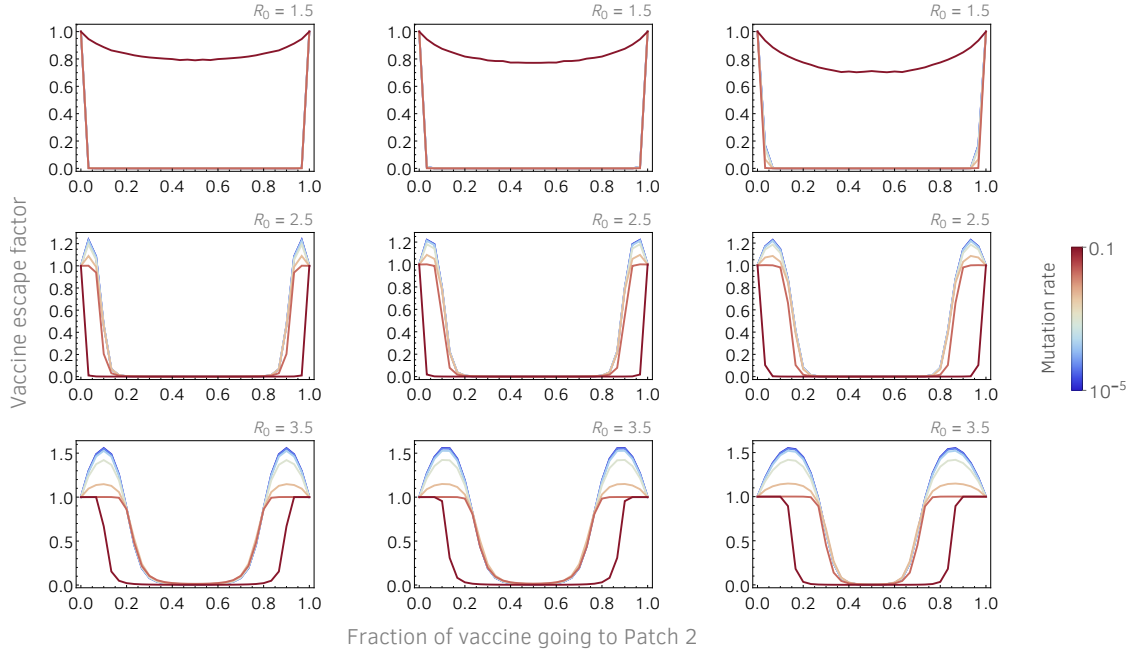 R0 = 1.5 R0 = 1.5 R0 = 1.5
1.0 1.0 1.0
0.8 0.8 0.8
0.6 0.6 0.6
0.4 0.4 0.4
0.2 0.2 0.2
0.0 0.0 0.0
0.0 0.2 0.4 0.6 0.8 1.0 0.0 0.2 0.4 0.6 0.8 1.0 0.0 0.2 0.4 0.6 0.8 1.0
Vaccine escape factor
R0 = 2.5 R0 = 2.5 R0 = 2.5
1.2 1.2 1.2
1.0 1.0 1.0
0.8 0.8 0.8
0.6 0.6 0.6
0.4 0.4 0.4
0.2 0.2 0.2
0.0 0.0 0.0
0.0 0.2 0.4 0.6 0.8 1.0 0.0 0.2 0.4 0.6 0.8 1.0 0.0 0.2 0.4 0.6 0.8 1.0
Mutation rate
0.1
10^-5
R0 = 3.5 R0 = 3.5 R0 = 3.5
1.5 1.5 1.5
1.0 1.0 1.0
0.5 0.5 0.5
0.0 0.0 0.0
0.0 0.2 0.4 0.6 0.8 1.0 0.0 0.2 0.4 0.6 0.8 1.0 0.0 0.2 0.4 0.6 0.8 1.0
Fraction of vaccine going to Patch 2